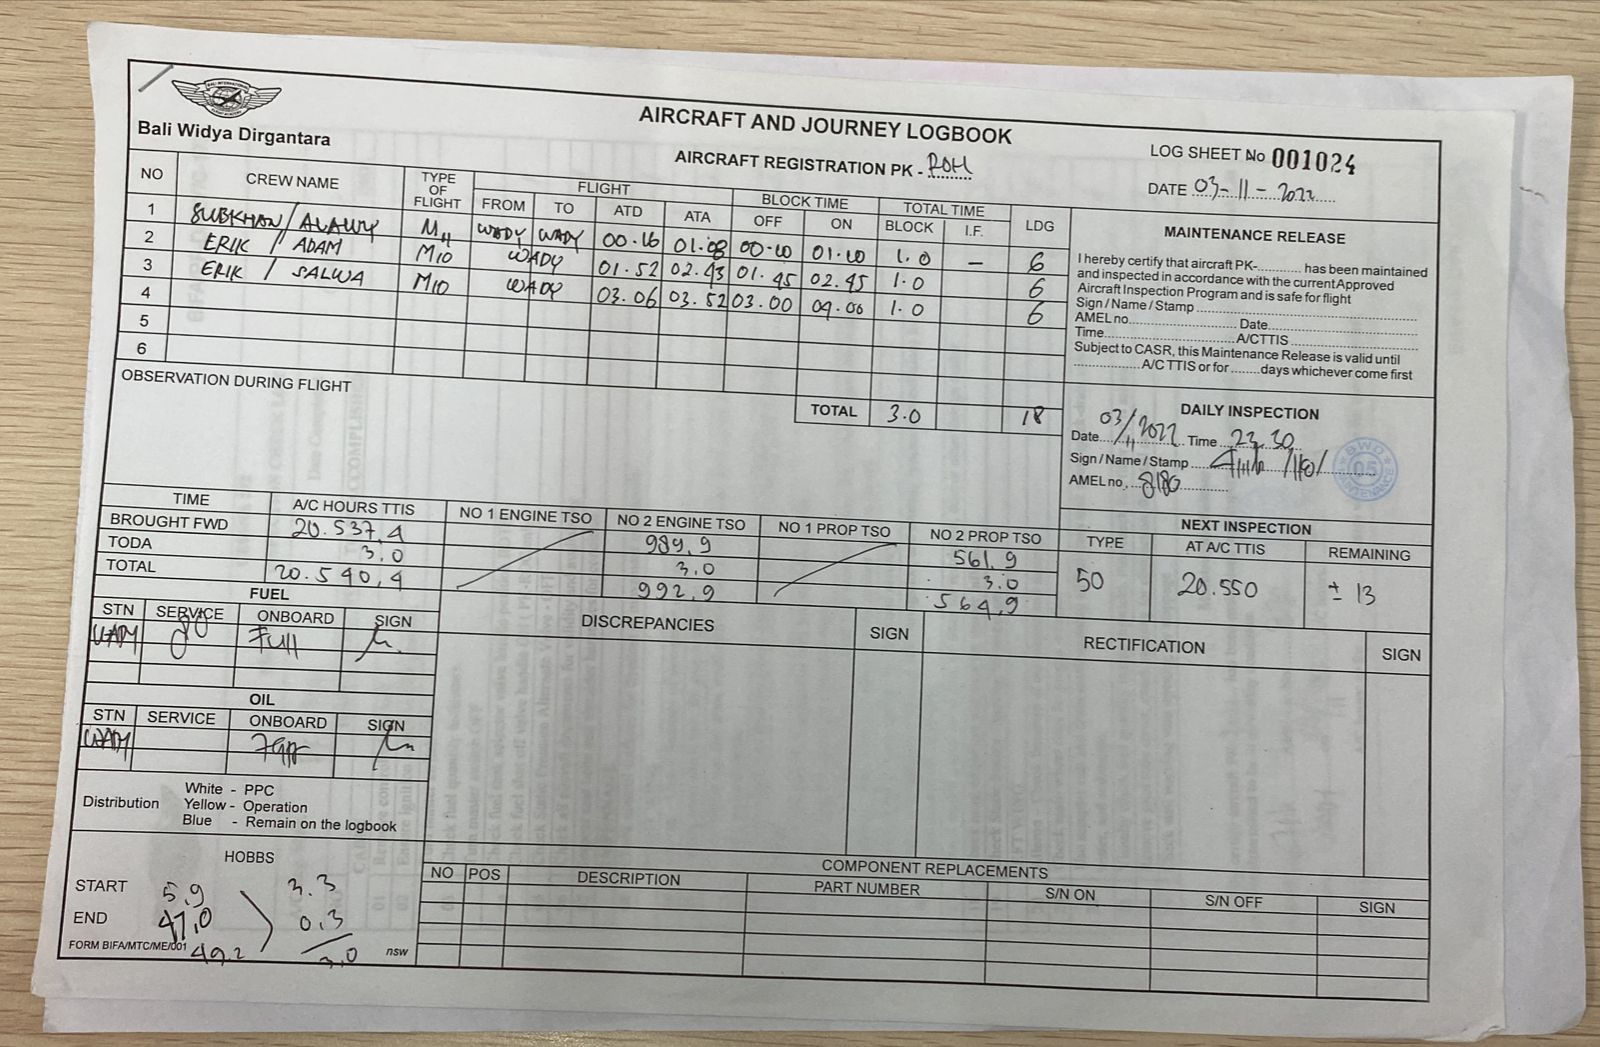 Bali Widya Dirgantara
AIRCRAFT AND JOURNEY LOGBOOK
AIRCRAFT REGISTRATION PK - ROH
LOG SHEET No 001024
DATE 03-11-2022
NO CREW NAME TYPE OF FLIGHT FLIGHT BLOCK TIME TOTAL TIME LDG
FROM TO ATD ATA OFF ON BLOCK I.F.
1 SUBKHAN / ALAWY M11 WADY WADY 00.16 01.08 00.10 01.10 1.0 – 6
2 ERIK / ADAM M10 WADY 01.52 02.43 01.45 02.45 1.0 6
3 ERIK / SALWA M10 WADY 03.06 03.52 03.00 04.00 1.0 6
4
5
6
TOTAL 3.0 18
OBSERVATION DURING FLIGHT
MAINTENANCE RELEASE
I hereby certify that aircraft PK-............ has been maintained
and inspected in accordance with the current Approved
Aircraft Inspection Program and is safe for flight
Sign / Name / Stamp
AMEL no. Date
Time A/C TTIS
Subject to CASR, this Maintenance Release is valid until
A/C TTIS or for ........ days whichever come first
DAILY INSPECTION
Date 03/11/2022 Time 23.30
Sign / Name / Stamp
AMEL no. 8180
BWD
05
MAINTENANCE
TIME A/C HOURS TTIS NO 1 ENGINE TSO NO 2 ENGINE TSO NO 1 PROP TSO NO 2 PROP TSO
BROUGHT FWD 20.537,4 989,9 561,9
TODA 3.0 3.0 3.0
TOTAL 20.540,4 992,9 564,9
NEXT INSPECTION
TYPE AT A/C TTIS REMAINING
50 20.550 ± 13
FUEL
STN SERVICE ONBOARD SIGN
WADY Full
OIL
STN SERVICE ONBOARD SIGN
WADY
DISCREPANCIES SIGN RECTIFICATION SIGN
Distribution White - PPC
Yellow - Operation
Blue - Remain on the logbook
HOBBS
START 5,9 3.3
END 47,0 0,3
49.2 3,0
FORM BIFA/MTC/ME/001 nsw
COMPONENT REPLACEMENTS
NO POS DESCRIPTION PART NUMBER S/N ON S/N OFF SIGN